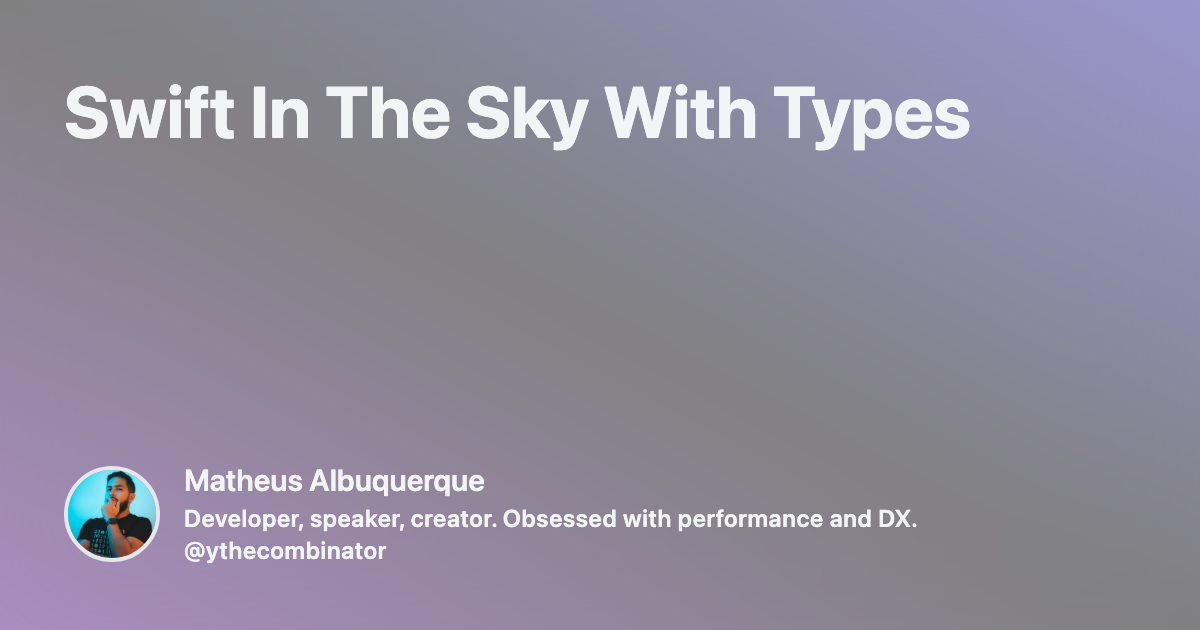 Swift In The Sky With Types
Matheus Albuquerque
Developer, speaker, creator. Obsessed with performance and DX.
@ythecombinator